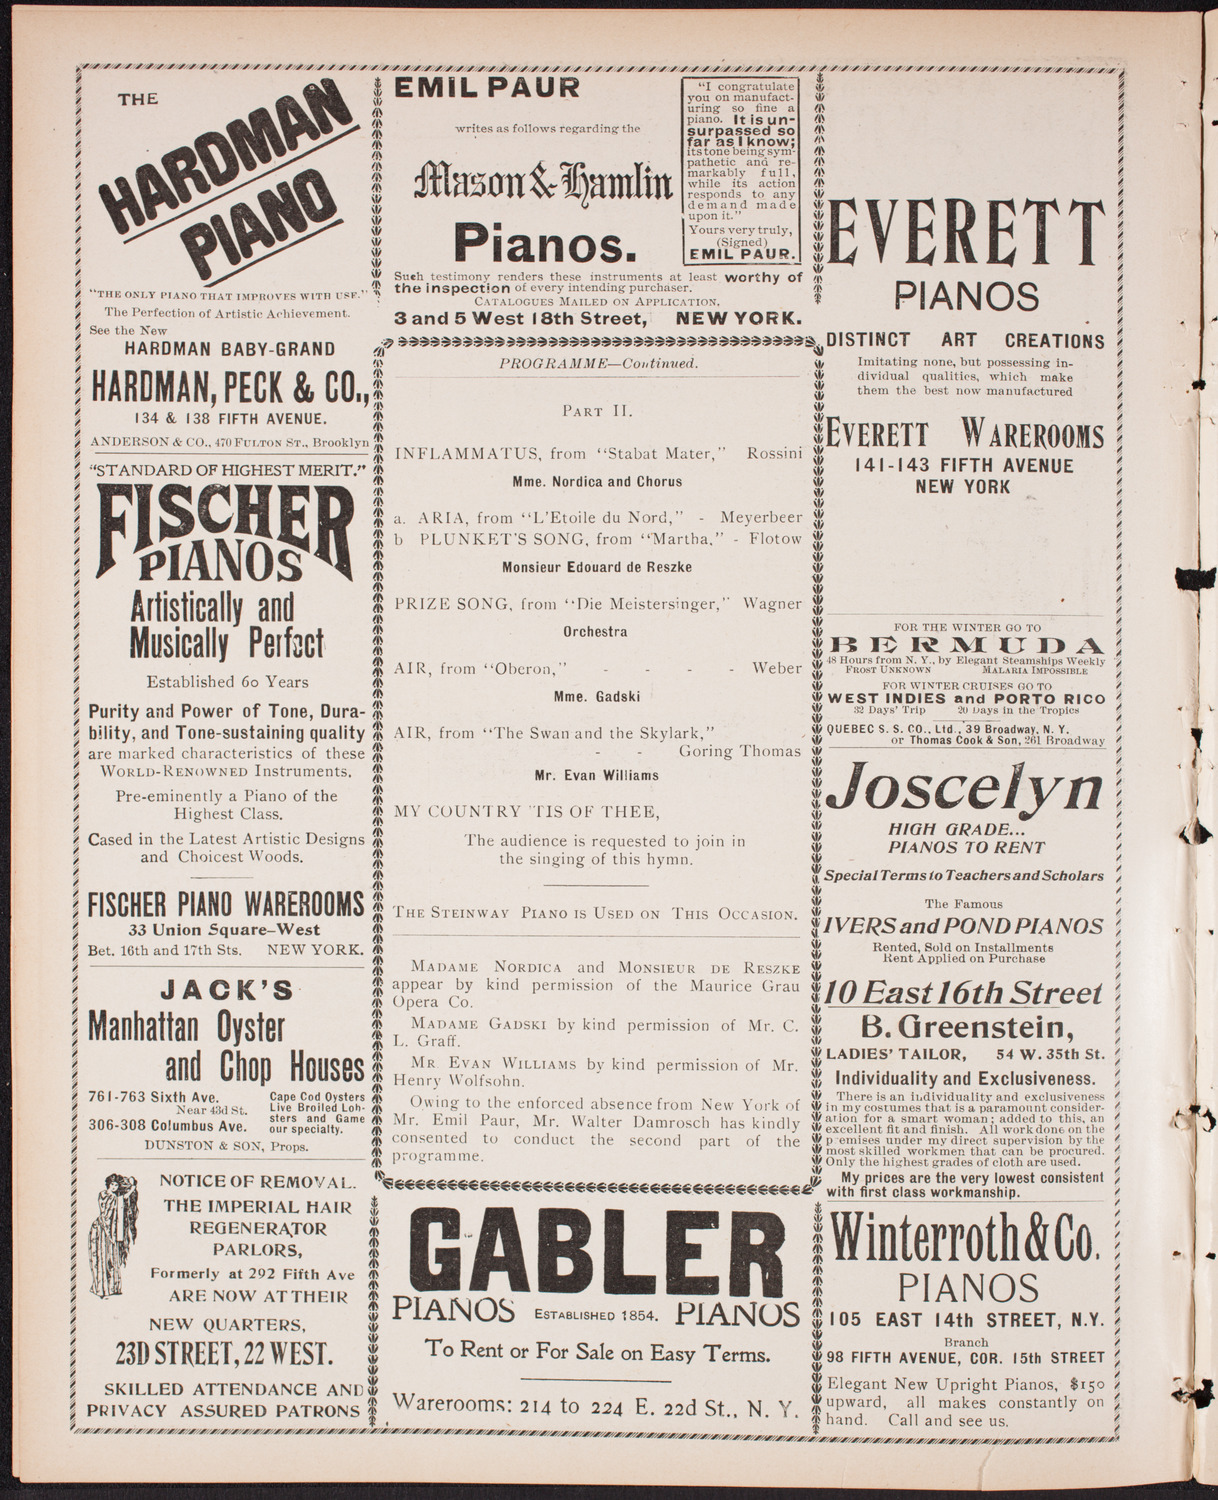 THE
HARDMAN
PIANO
"THE ONLY PIANO THAT IMPROVES WITH USE."
The Perfection of Artistic Achievement.
See the New
HARDMAN BABY-GRAND
HARDMAN, PECK & CO.,
134 & 138 FIFTH AVENUE.
ANDERSON & CO., 470 FULTON ST., Brooklyn
"STANDARD OF HIGHEST MERIT."
FISCHER
PIANOS
Artistically and
Musically Perfect
Established 60 Years
Purity and Power of Tone, Dura-
bility, and Tone-sustaining quality
are marked characteristics of these
WORLD-RENOWNED Instruments.
Pre-eminently a Piano of the
Highest Class.
Cased in the Latest Artistic Designs
and Choicest Woods.
FISCHER PIANO WAREROOMS
33 Union Square-West
Bet. 16th and 17th Sts. NEW YORK.
JACK'S
Manhattan Oyster
and Chop Houses
761-763 Sixth Ave.
Near 43d St.
306-308 Columbus Ave.
Cape Cod Oysters
Live Broiled Lob-
sters and Game
our specialty.
DUNSTON & SON, Props.
NOTICE OF REMOVAL.
THE IMPERIAL HAIR
REGENERATOR
PARLORS,
Formerly at 292 Fifth Ave
ARE NOW AT THEIR
NEW QUARTERS,
23D STREET, 22 WEST.
SKILLED ATTENDANCE AND
PRIVACY ASSURED PATRONS
EMIL PAUR
writes as follows regarding the
Mason & Hamlin
Pianos.
"I congratulate
you on manufact-
uring so fine a
piano. It is un-
surpassed so
far as I know;
its tone being sym-
pathetic and re-
markably full,
while its action
responds to any
demand made
upon it."
Yours very truly,
(Signed)
EMIL PAUR.
Such testimony renders these instruments at least worthy of
the inspection of every intending purchaser.
CATALOGUES MAILED ON APPLICATION.
3 and 5 West 18th Street, NEW YORK.
PROGRAMME—Continued.
PART II.
INFLAMMATUS, from "Stabat Mater," Rossini
Mme. Nordica and Chorus
a. ARIA, from "L'Etoile du Nord," - Meyerbeer
b PLUNKET'S SONG, from "Martha," - Flotow
Monsieur Edouard de Reszke
PRIZE SONG, from "Die Meistersinger," Wagner
Orchestra
AIR, from "Oberon," - - - - Weber
Mme. Gadski
AIR, from "The Swan and the Skylark,"
- - Goring Thomas
Mr. Evan Williams
MY COUNTRY 'TIS OF THEE,
The audience is requested to join in
the singing of this hymn.
THE STEINWAY PIANO IS USED ON THIS OCCASION.
MADAME NORDICA and MONSIEUR DE RESZKE
appear by kind permission of the Maurice Grau
Opera Co.
MADAME GADSKI by kind permission of Mr. C.
L. Graff.
MR EVAN WILLIAMS by kind permission of Mr.
Henry Wolfsohn.
Owing to the enforced absence from New York of
Mr. Emil Paur, Mr. Walter Damrosch has kindly
consented to conduct the second part of the
programme.
GABLER
PIANOS ESTABLISHED 1854. PIANOS
To Rent or For Sale on Easy Terms.
Warerooms: 214 to 224 E. 22d St., N. Y.
EVERETT
PIANOS
DISTINCT ART CREATIONS
Imitating none, but possessing in-
dividual qualities, which make
them the best now manufactured
EVERETT WAREROOMS
141-143 FIFTH AVENUE
NEW YORK
FOR THE WINTER GO TO
BERMUDA
48 Hours from N. Y., by Elegant Steamships Weekly
FROST UNKNOWN MALARIA IMPOSSIBLE
FOR WINTER CRUISES GO TO
WEST INDIES and PORTO RICO
32 Days' Trip 20 Days in the Tropics
QUEBEC S. S. CO., Ltd., 39 Broadway, N. Y.
or Thomas Cook & Son, 261 Broadway
Joscelyn
HIGH GRADE...
PIANOS TO RENT
Special Terms to Teachers and Scholars
The Famous
IVERS and POND PIANOS
Rented, Sold on Installments
Rent Applied on Purchase
10 East 16th Street
B. Greenstein,
LADIES' TAILOR, 54 W. 35th St.
Individuality and Exclusiveness.
There is an individuality and exclusiveness
in my costumes that is a paramount consider-
ation for a smart woman; added to this, an
excellent fit and finish. All work done on the
premises under my direct supervision by the
most skilled workmen that can be procured.
Only the highest grades of cloth are used.
My prices are the very lowest consistent
with first class workmanship.
Winterroth & Co.
PIANOS
105 EAST 14th STREET, N.Y.
Branch
98 FIFTH AVENUE, COR. 15th STREET
Elegant New Upright Pianos, $150
upward, all makes constantly on
hand. Call and see us.